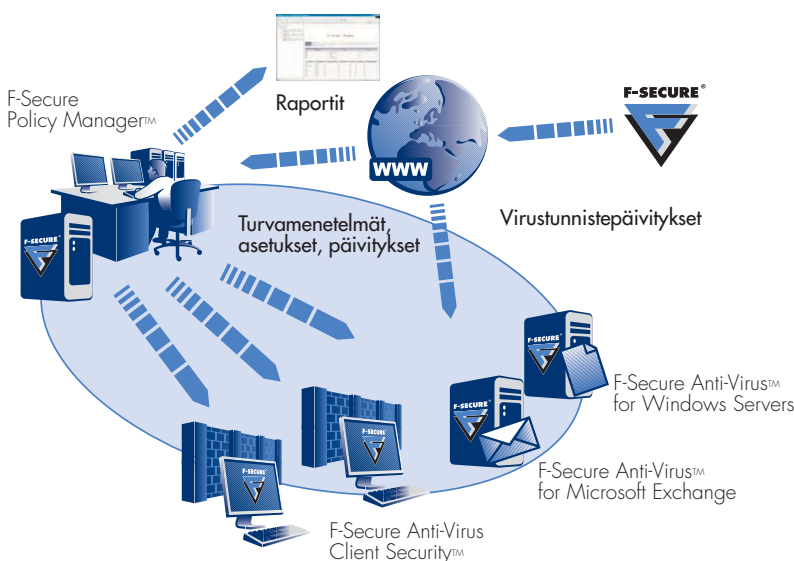 Raportit
F-SECURE®
F-Secure
Policy Manager™
WWW
Turvamenetelmät,
asetukset, päivitykset
Virustunnistepäivitykset
F-SECURE
F-SECURE
F-Secure Anti-Virus™
for Windows Servers
F-SECURE
F-Secure Anti-Virus™
for Microsoft Exchange
F-SECURE
F-SECURE
F-Secure Anti-Virus
Client Security™